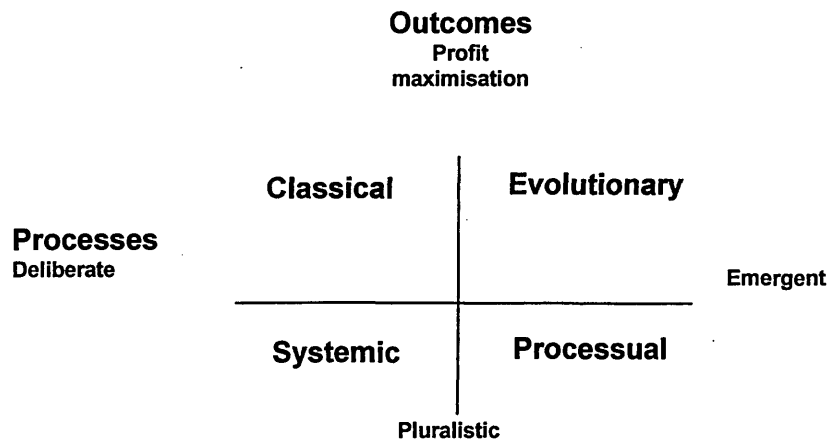 Outcomes
Profit
maximisation
Classical
Evolutionary
Processes
Deliberate
Emergent
Systemic
Processual
Pluralistic